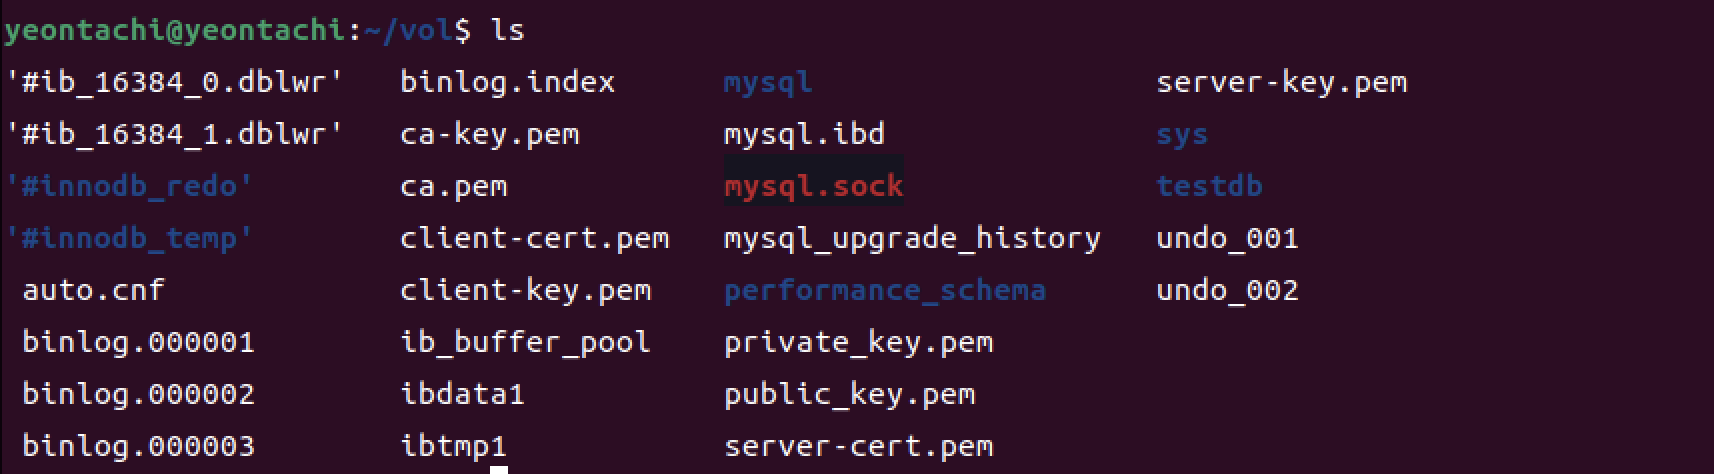 yeontachi@yeontachi:~/vol$ ls
'#ib_16384_0.dblwr'   binlog.index      mysql                   server-key.pem
'#ib_16384_1.dblwr'   ca-key.pem        mysql.ibd               sys
'#innodb_redo'        ca.pem            mysql.sock              testdb
'#innodb_temp'        client-cert.pem   mysql_upgrade_history   undo_001
 auto.cnf             client-key.pem    performance_schema      undo_002
 binlog.000001        ib_buffer_pool    private_key.pem
 binlog.000002        ibdata1           public_key.pem
 binlog.000003        ibtmp1            server-cert.pem